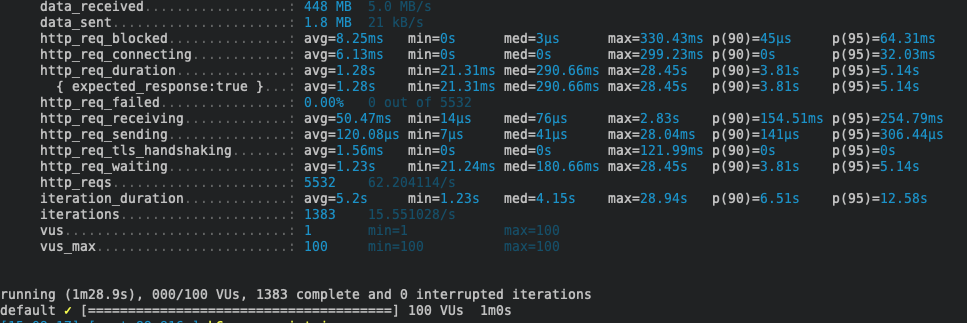 data_received..................: 448 MB 5.0 MB/s
data_sent......................: 1.8 MB 21 kB/s
http_req_blocked...............: avg=8.25ms min=0s med=3µs max=330.43ms p(90)=45µs p(95)=64.31ms
http_req_connecting............: avg=6.13ms min=0s med=0s max=299.23ms p(90)=0s p(95)=32.03ms
http_req_duration..............: avg=1.28s min=21.31ms med=290.66ms max=28.45s p(90)=3.81s p(95)=5.14s
{ expected_response:true }...: avg=1.28s min=21.31ms med=290.66ms max=28.45s p(90)=3.81s p(95)=5.14s
http_req_failed................: 0.00% 0 out of 5532
http_req_receiving.............: avg=50.47ms min=14µs med=76µs max=2.83s p(90)=154.51ms p(95)=254.79ms
http_req_sending...............: avg=120.08µs min=7µs med=41µs max=28.04ms p(90)=141µs p(95)=306.44µs
http_req_tls_handshaking.......: avg=1.56ms min=0s med=0s max=121.99ms p(90)=0s p(95)=0s
http_req_waiting...............: avg=1.23s min=21.24ms med=180.66ms max=28.45s p(90)=3.81s p(95)=5.14s
http_reqs......................: 5532 62.204114/s
iteration_duration.............: avg=5.2s min=1.23s med=4.15s max=28.94s p(90)=6.51s p(95)=12.58s
iterations.....................: 1383 15.551028/s
vus............................: 1 min=1 max=100
vus_max........................: 100 min=100 max=100
running (1m28.9s), 000/100 VUs, 1383 complete and 0 interrupted iterations
default ✓ [======================================] 100 VUs 1m0s